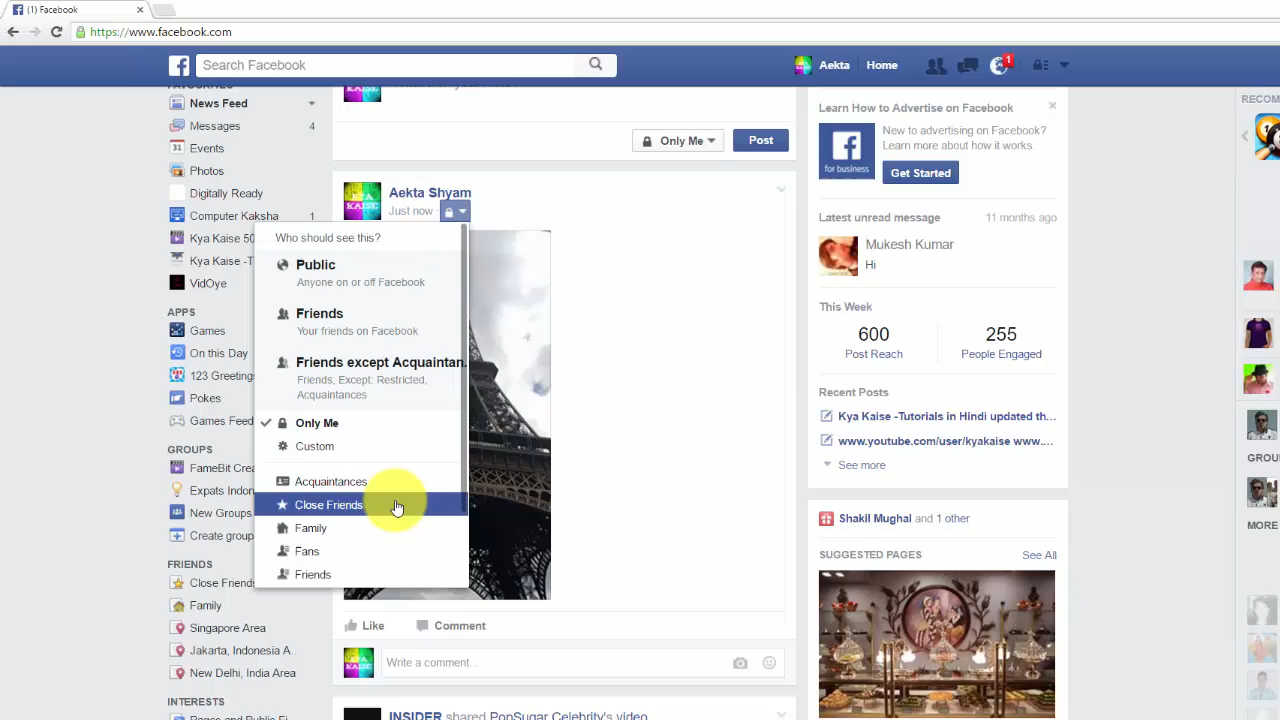 (1) Facebook
https://www.facebook.com
Search Facebook
Aekta
Home
1
News Feed
Messages 4
31 Events
Photos
Digitally Ready
Computer Kaksha 1
Kya Kaise 50
Kya Kaise -T
VidOye
APPS
Games
On this Day
123 Greeting
Pokes
Games Feed
GROUPS
FameBit Crea
Expats Indon
New Groups
Create group
FRIENDS
Close Friend
Family
Singapore Area
Jakarta, Indonesia A..
New Delhi, India Area
INTERESTS
Pages and Public Fi
Only Me
Post
Aekta Shyam
Just now
Who should see this?
Public
Anyone on or off Facebook
Friends
Your friends on Facebook
Friends except Acquaintan.
Friends; Except: Restricted,
Acquaintances
Only Me
Custom
Acquaintances
Close Friends
Family
Fans
Friends
Like
Comment
KAISE
Write a comment...
INSIDER shared PopSugar Celebrity's video
Learn How to Advertise on Facebook
for business
New to advertising on Facebook?
Learn more about how it works.
Get Started
Latest unread message 11 months ago
Mukesh Kumar
Hi
This Week
600 255
Post Reach People Engaged
Recent Posts
Kya Kaise -Tutorials in Hindi updated th...
www.youtube.com/user/kyakaise www....
See more
Shakil Mughal and 1 other
SUGGESTED PAGES See All
RECOM
GROU
MORE